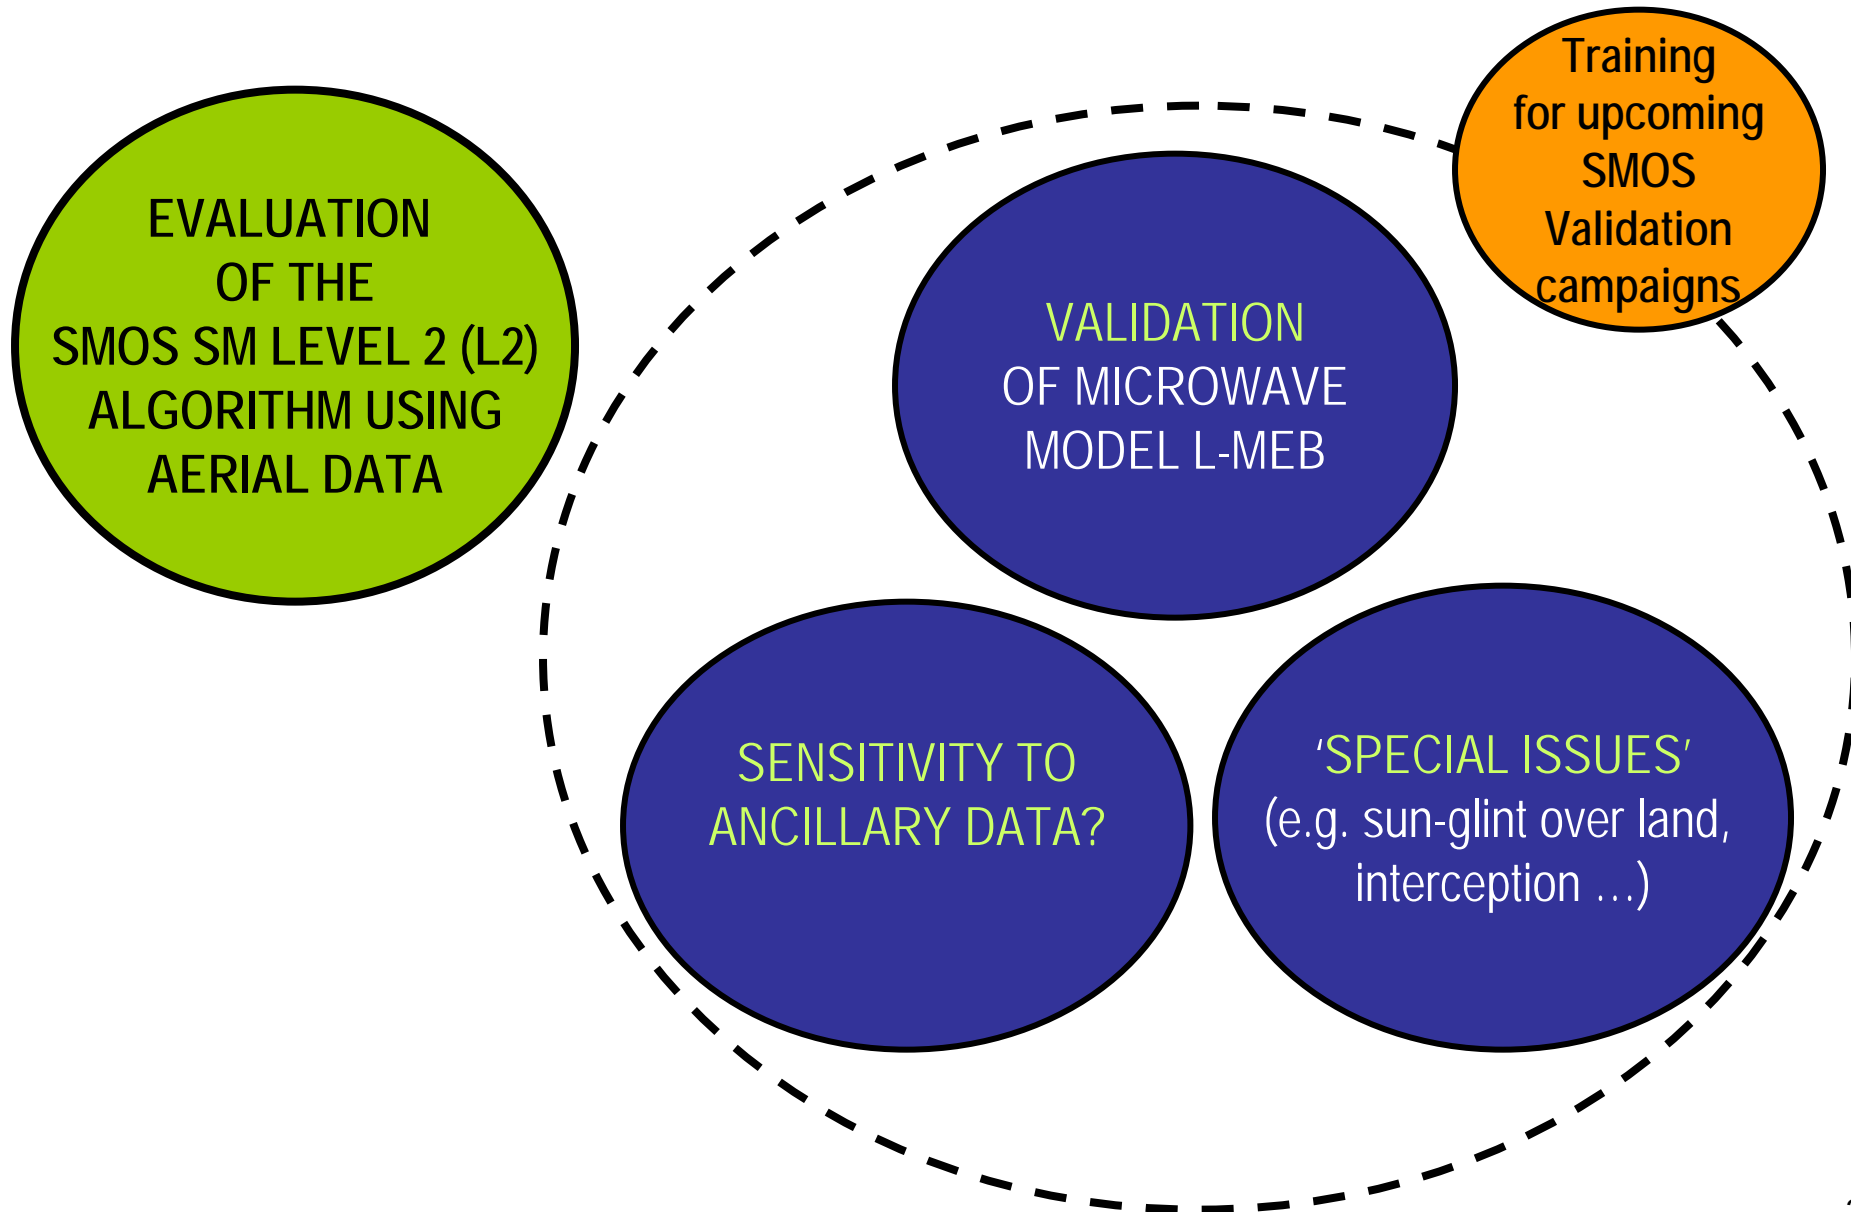 EVALUATION
OF THE
SMOS SM LEVEL 2 (L2)
ALGORITHM USING
AERIAL DATA
Training
for upcoming
SMOS
Validation
campaigns
VALIDATION
OF MICROWAVE
MODEL L-MEB
SENSITIVITY TO
ANCILLARY DATA?
‘SPECIAL ISSUES’
(e.g. sun-glint over land,
interception …)